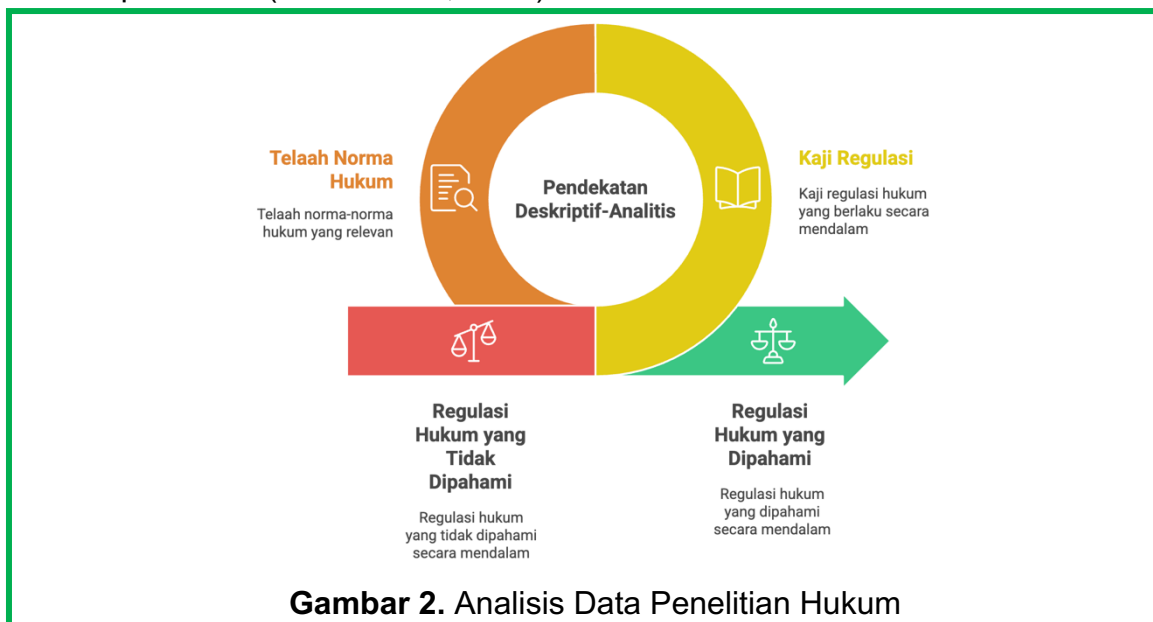 Telaah Norma
Hukum
Telaah norma-norma
hukum yang relevan
Pendekatan
Deskriptif-Analitis
Kaji Regulasi
Kaji regulasi hukum
yang berlaku secara
mendalam
Regulasi
Hukum yang
Tidak
Dipahami
Regulasi hukum
yang tidak dipahami
secara mendalam
Regulasi
Hukum yang
Dipahami
Regulasi hukum
yang dipahami
secara mendalam
Gambar 2. Analisis Data Penelitian Hukum